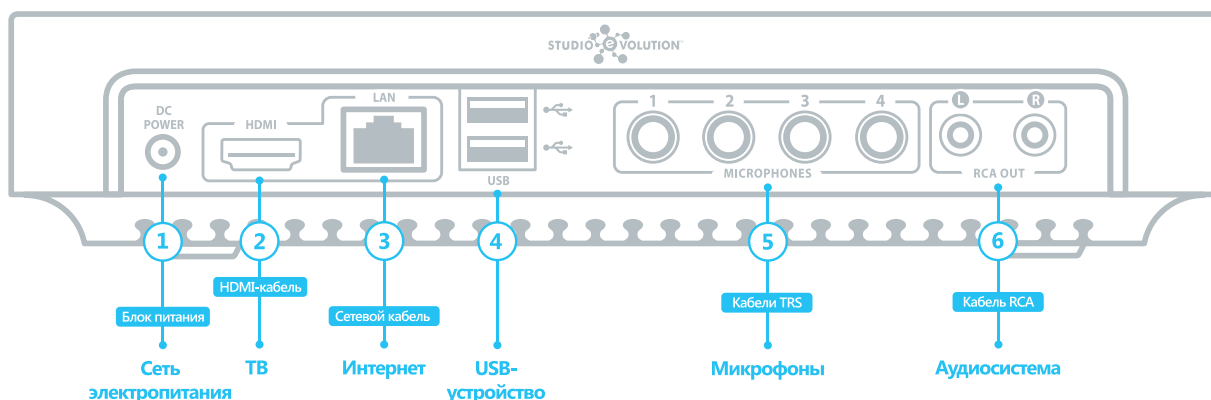 STUDIO EVOLUTION™
DC
POWER
HDMI
LAN
USB
1 2 3 4
MICROPHONES
L R
RCA OUT
1 2 3 4 5 6
HDMI-кабель
Блок питания
Сетевой кабель
Кабели TRS
Кабель RCA
Сеть
электропитания
ТВ
Интернет
USB-
устройство
Микрофоны
Аудиосистема